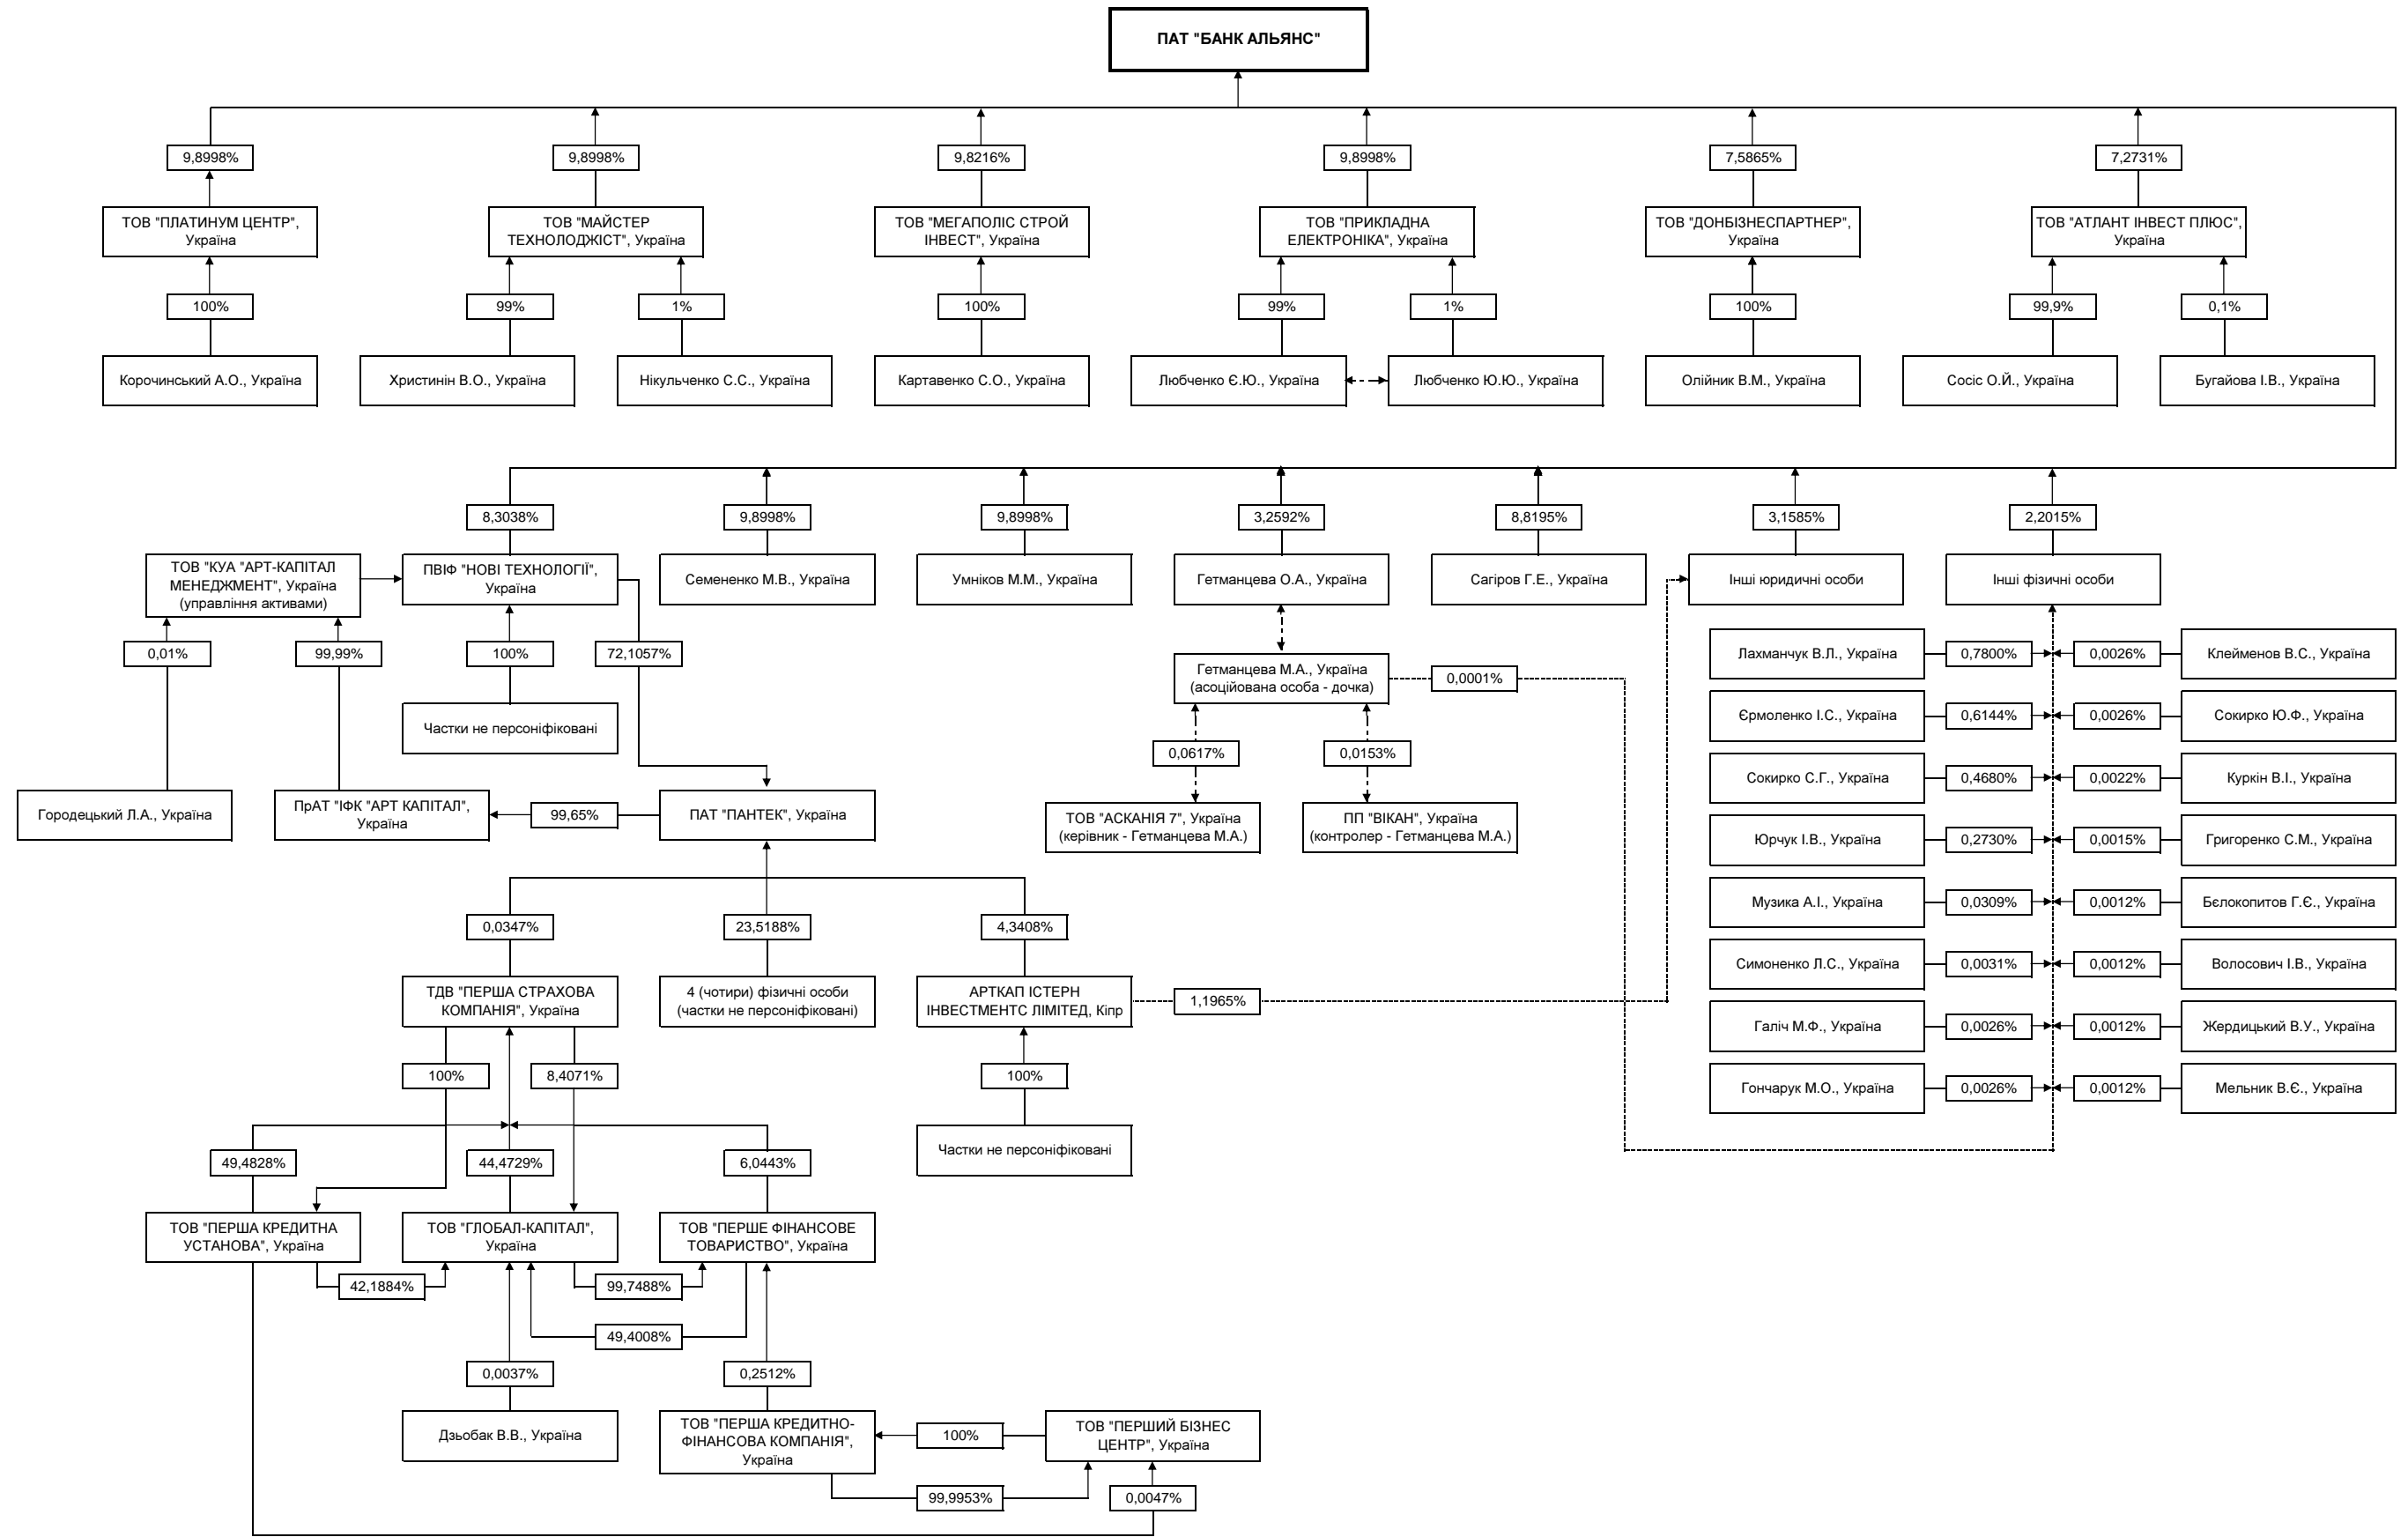 ПАТ "БАНК АЛЬЯНС"
9,8998%
9,8998%
9,8216%
9,8998%
7,5865%
7,2731%
ТОВ "ПЛАТИНУМ ЦЕНТР",
Україна
ТОВ "МАЙСТЕР
ТЕХНОЛОДЖІСТ", Україна
ТОВ "МЕГАПОЛІС СТРОЙ
ІНВЕСТ", Україна
ТОВ "ПРИКЛАДНА
ЕЛЕКТРОНІКА", Україна
ТОВ "ДОНБІЗНЕСПАРТНЕР",
Україна
ТОВ "АТЛАНТ ІНВЕСТ ПЛЮС",
Україна
100%
99%
1%
100%
99%
1%
100%
99,9%
0,1%
Корочинський А.О., Україна
Христинін В.О., Україна
Нікульченко С.С., Україна
Картавенко С.О., Україна
Любченко Є.Ю., Україна
Любченко Ю.Ю., Україна
Олійник В.М., Україна
Сосіс О.Й., Україна
Бугайова І.В., Україна
8,3038%
9,8998%
9,8998%
3,2592%
8,8195%
3,1585%
2,2015%
ТОВ "КУА "АРТ-КАПІТАЛ
МЕНЕДЖМЕНТ", Україна
(управління активами)
ПВІФ "НОВІ ТЕХНОЛОГІЇ",
Україна
Семененко М.В., Україна
Умніков М.М., Україна
Гетманцева О.А., Україна
Сагіров Г.Е., Україна
Інші юридичні особи
Інші фізичні особи
0,01%
99,99%
100%
72,1057%
Гетманцева М.А., Україна
(асоційована особа - дочка)
0,0001%
Лахманчук В.Л., Україна
0,7800%
0,0026%
Клейменов В.С., Україна
Частки не персоніфіковані
Єрмоленко І.С., Україна
0,6144%
0,0026%
Сокирко Ю.Ф., Україна
0,0617%
0,0153%
Сокирко С.Г., Україна
0,4680%
0,0022%
Куркін В.І., Україна
Городецький Л.А., Україна
ПрАТ "ІФК "АРТ КАПІТАЛ",
Україна
99,65%
ПАТ "ПАНТЕК", Україна
ТОВ "АСКАНІЯ 7", Україна
(керівник - Гетманцева М.А.)
ПП "ВІКАН", Україна
(контролер - Гетманцева М.А.)
Юрчук І.В., Україна
0,2730%
0,0015%
Григоренко С.М., Україна
Музика А.І., Україна
0,0309%
0,0012%
Бєлокопитов Г.Є., Україна
0,0347%
23,5188%
4,3408%
Симоненко Л.С., Україна
0,0031%
0,0012%
Волосович І.В., Україна
ТДВ "ПЕРША СТРАХОВА
КОМПАНІЯ", Україна
4 (чотири) фізичні особи
(частки не персоніфіковані)
АРТКАП ІСТЕРН
ІНВЕСТМЕНТС ЛІМІТЕД, Кіпр
1,1965%
Галіч М.Ф., Україна
0,0026%
0,0012%
Жердицький В.У., Україна
100%
8,4071%
100%
Гончарук М.О., Україна
0,0026%
0,0012%
Мельник В.Є., Україна
Частки не персоніфіковані
49,4828%
44,4729%
6,0443%
ТОВ "ПЕРША КРЕДИТНА
УСТАНОВА", Україна
ТОВ "ГЛОБАЛ-КАПІТАЛ",
Україна
ТОВ "ПЕРШЕ ФІНАНСОВЕ
ТОВАРИСТВО", Україна
42,1884%
99,7488%
49,4008%
0,0037%
0,2512%
Дзьобак В.В., Україна
ТОВ "ПЕРША КРЕДИТНО-
ФІНАНСОВА КОМПАНІЯ",
Україна
100%
ТОВ "ПЕРШИЙ БІЗНЕС
ЦЕНТР", Україна
99,9953%
0,0047%